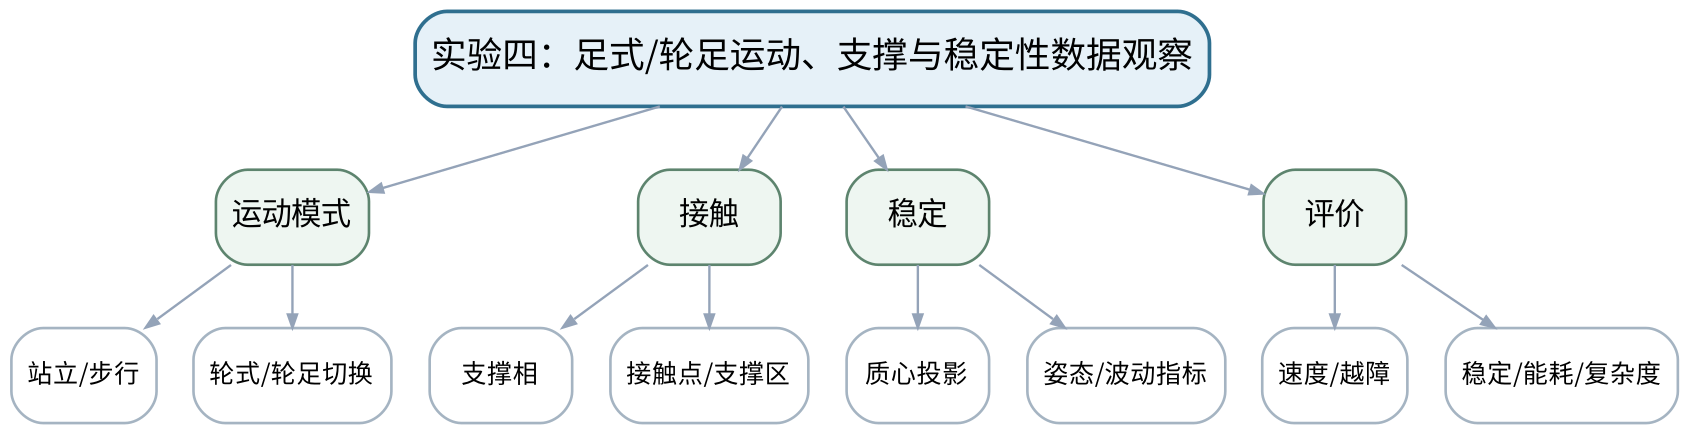 实验四：足式/轮足运动、支撑与稳定性数据观察
运动模式
接触
稳定
评价
站立/步行
轮式/轮足切换
支撑相
接触点/支撑区
质心投影
姿态/波动指标
速度/越障
稳定/能耗/复杂度